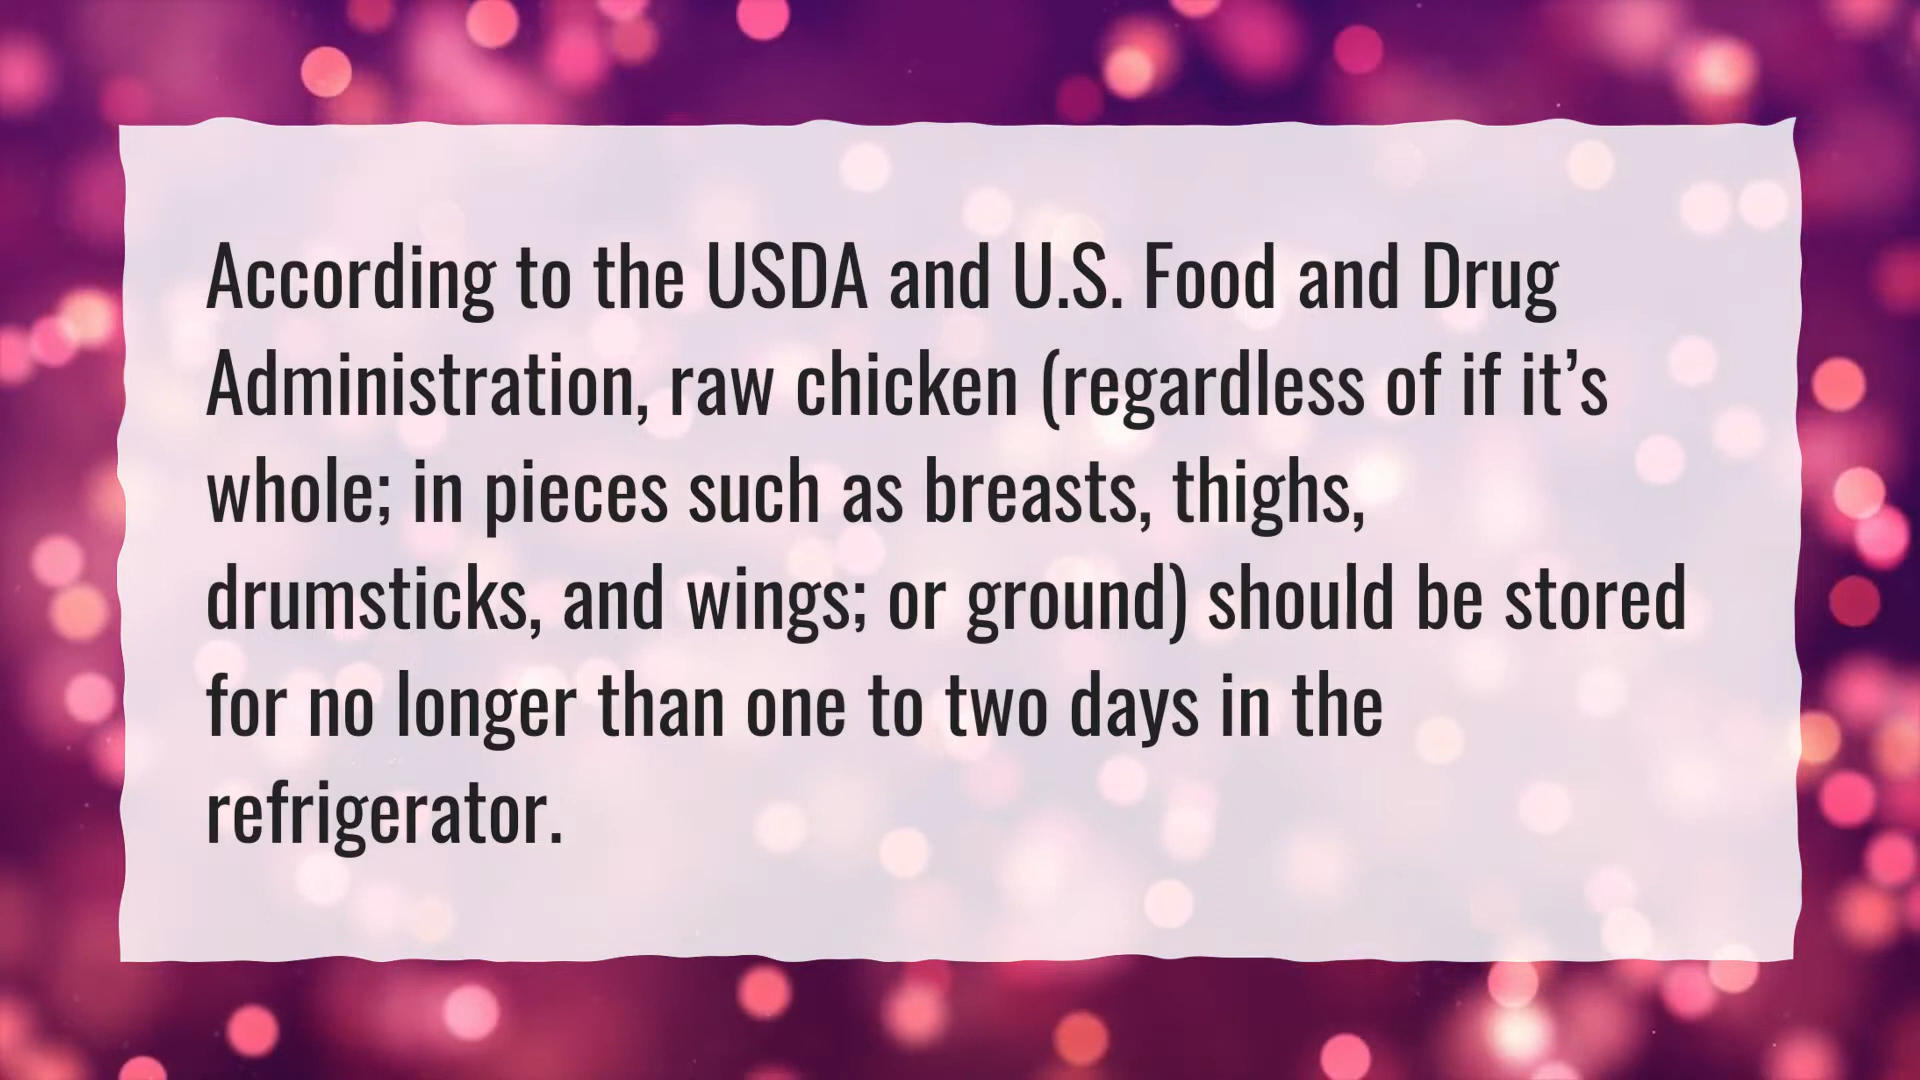 According to the USDA and U.S. Food and Drug
Administration, raw chicken (regardless of if it’s
whole; in pieces such as breasts, thighs,
drumsticks, and wings; or ground) should be stored
for no longer than one to two days in the
refrigerator.